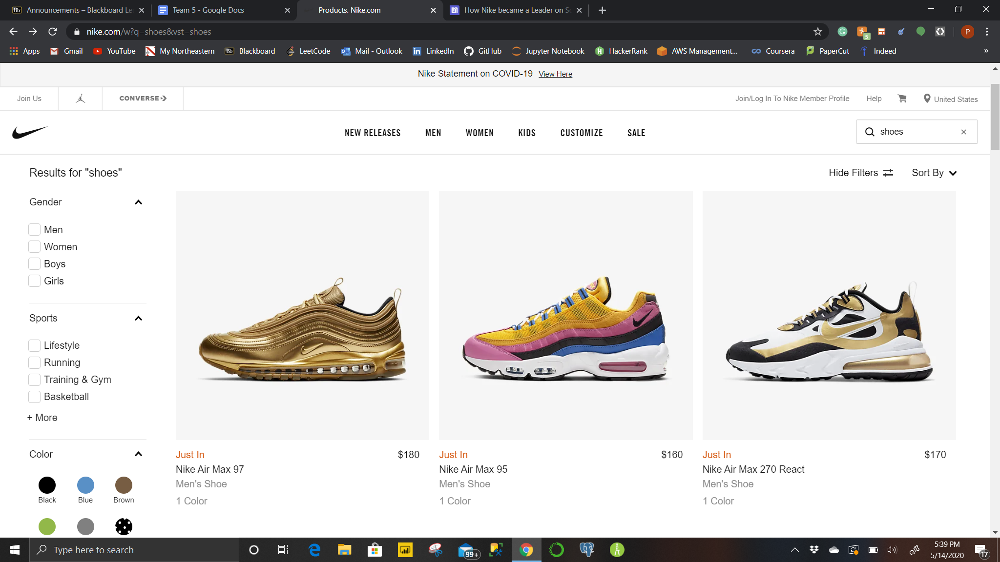 Announcements – Blackboard Le
Team 5 - Google Docs
Products. Nike.com
How Nike became a Leader on So
nike.com/w?q=shoes&vst=shoes
5
P
Apps
Gmail
YouTube
My Northeastern
Bb Blackboard
LeetCode
Mail - Outlook
LinkedIn
GitHub
Jupyter Notebook
HackerRank
AWS Management...
Coursera
PaperCut
Indeed
»
Nike Statement on COVID-19 View Here
Join Us
CONVERSE
Join/Log In To Nike Member Profile
Help
United States
NEW RELEASES
MEN
WOMEN
KIDS
CUSTOMIZE
SALE
shoes
Results for "shoes"
Hide Filters
Sort By
Gender
Men
Women
Boys
Girls
Sports
Lifestyle
Running
Training & Gym
Basketball
+ More
Color
Black
Blue
Brown
Just In $180
Nike Air Max 97
Men's Shoe
1 Color
Just In $160
Nike Air Max 95
Men's Shoe
1 Color
Just In $170
Nike Air Max 270 React
Men's Shoe
1 Color
Type here to search
99+
5:39 PM
5/14/2020
17